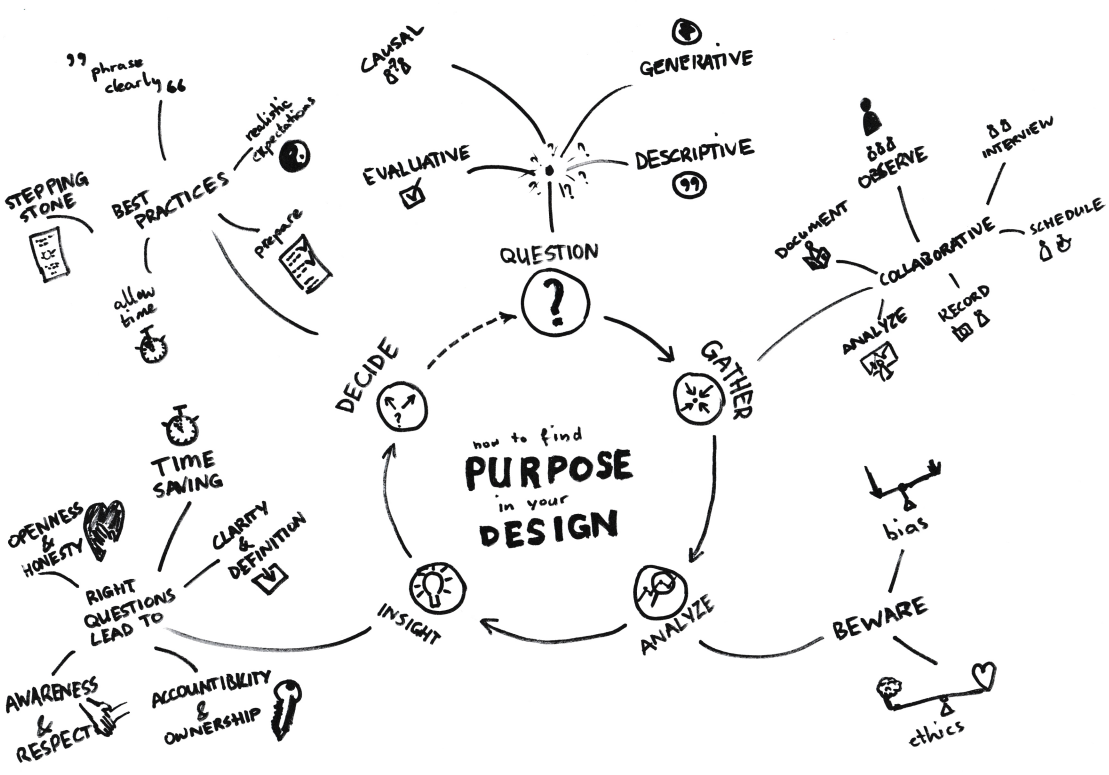 how to find
PURPOSE
in your
DESIGN
QUESTION
?
CAUSAL
?
GENERATIVE
EVALUATIVE
DESCRIPTIVE
99
? ? ? ? ? !?
GATHER
COLLABORATIVE
OBSERVE
INTERVIEW
SCHEDULE
RECORD
ANALYZE
DOCUMENT
ANALYZE
BEWARE
bias
ethics
INSIGHT
RIGHT
QUESTIONS
LEAD TO
OPENNESS
&
HONESTY
TIME
SAVING
CLARITY
&
DEFINITION
ACCOUNTIBILITY
&
OWNERSHIP
AWARENESS
&
RESPECT
DECIDE
?
BEST
PRACTICES
STEPPING
STONE
99 phrase
clearly 66
realistic
expectations
prepare
allow
time